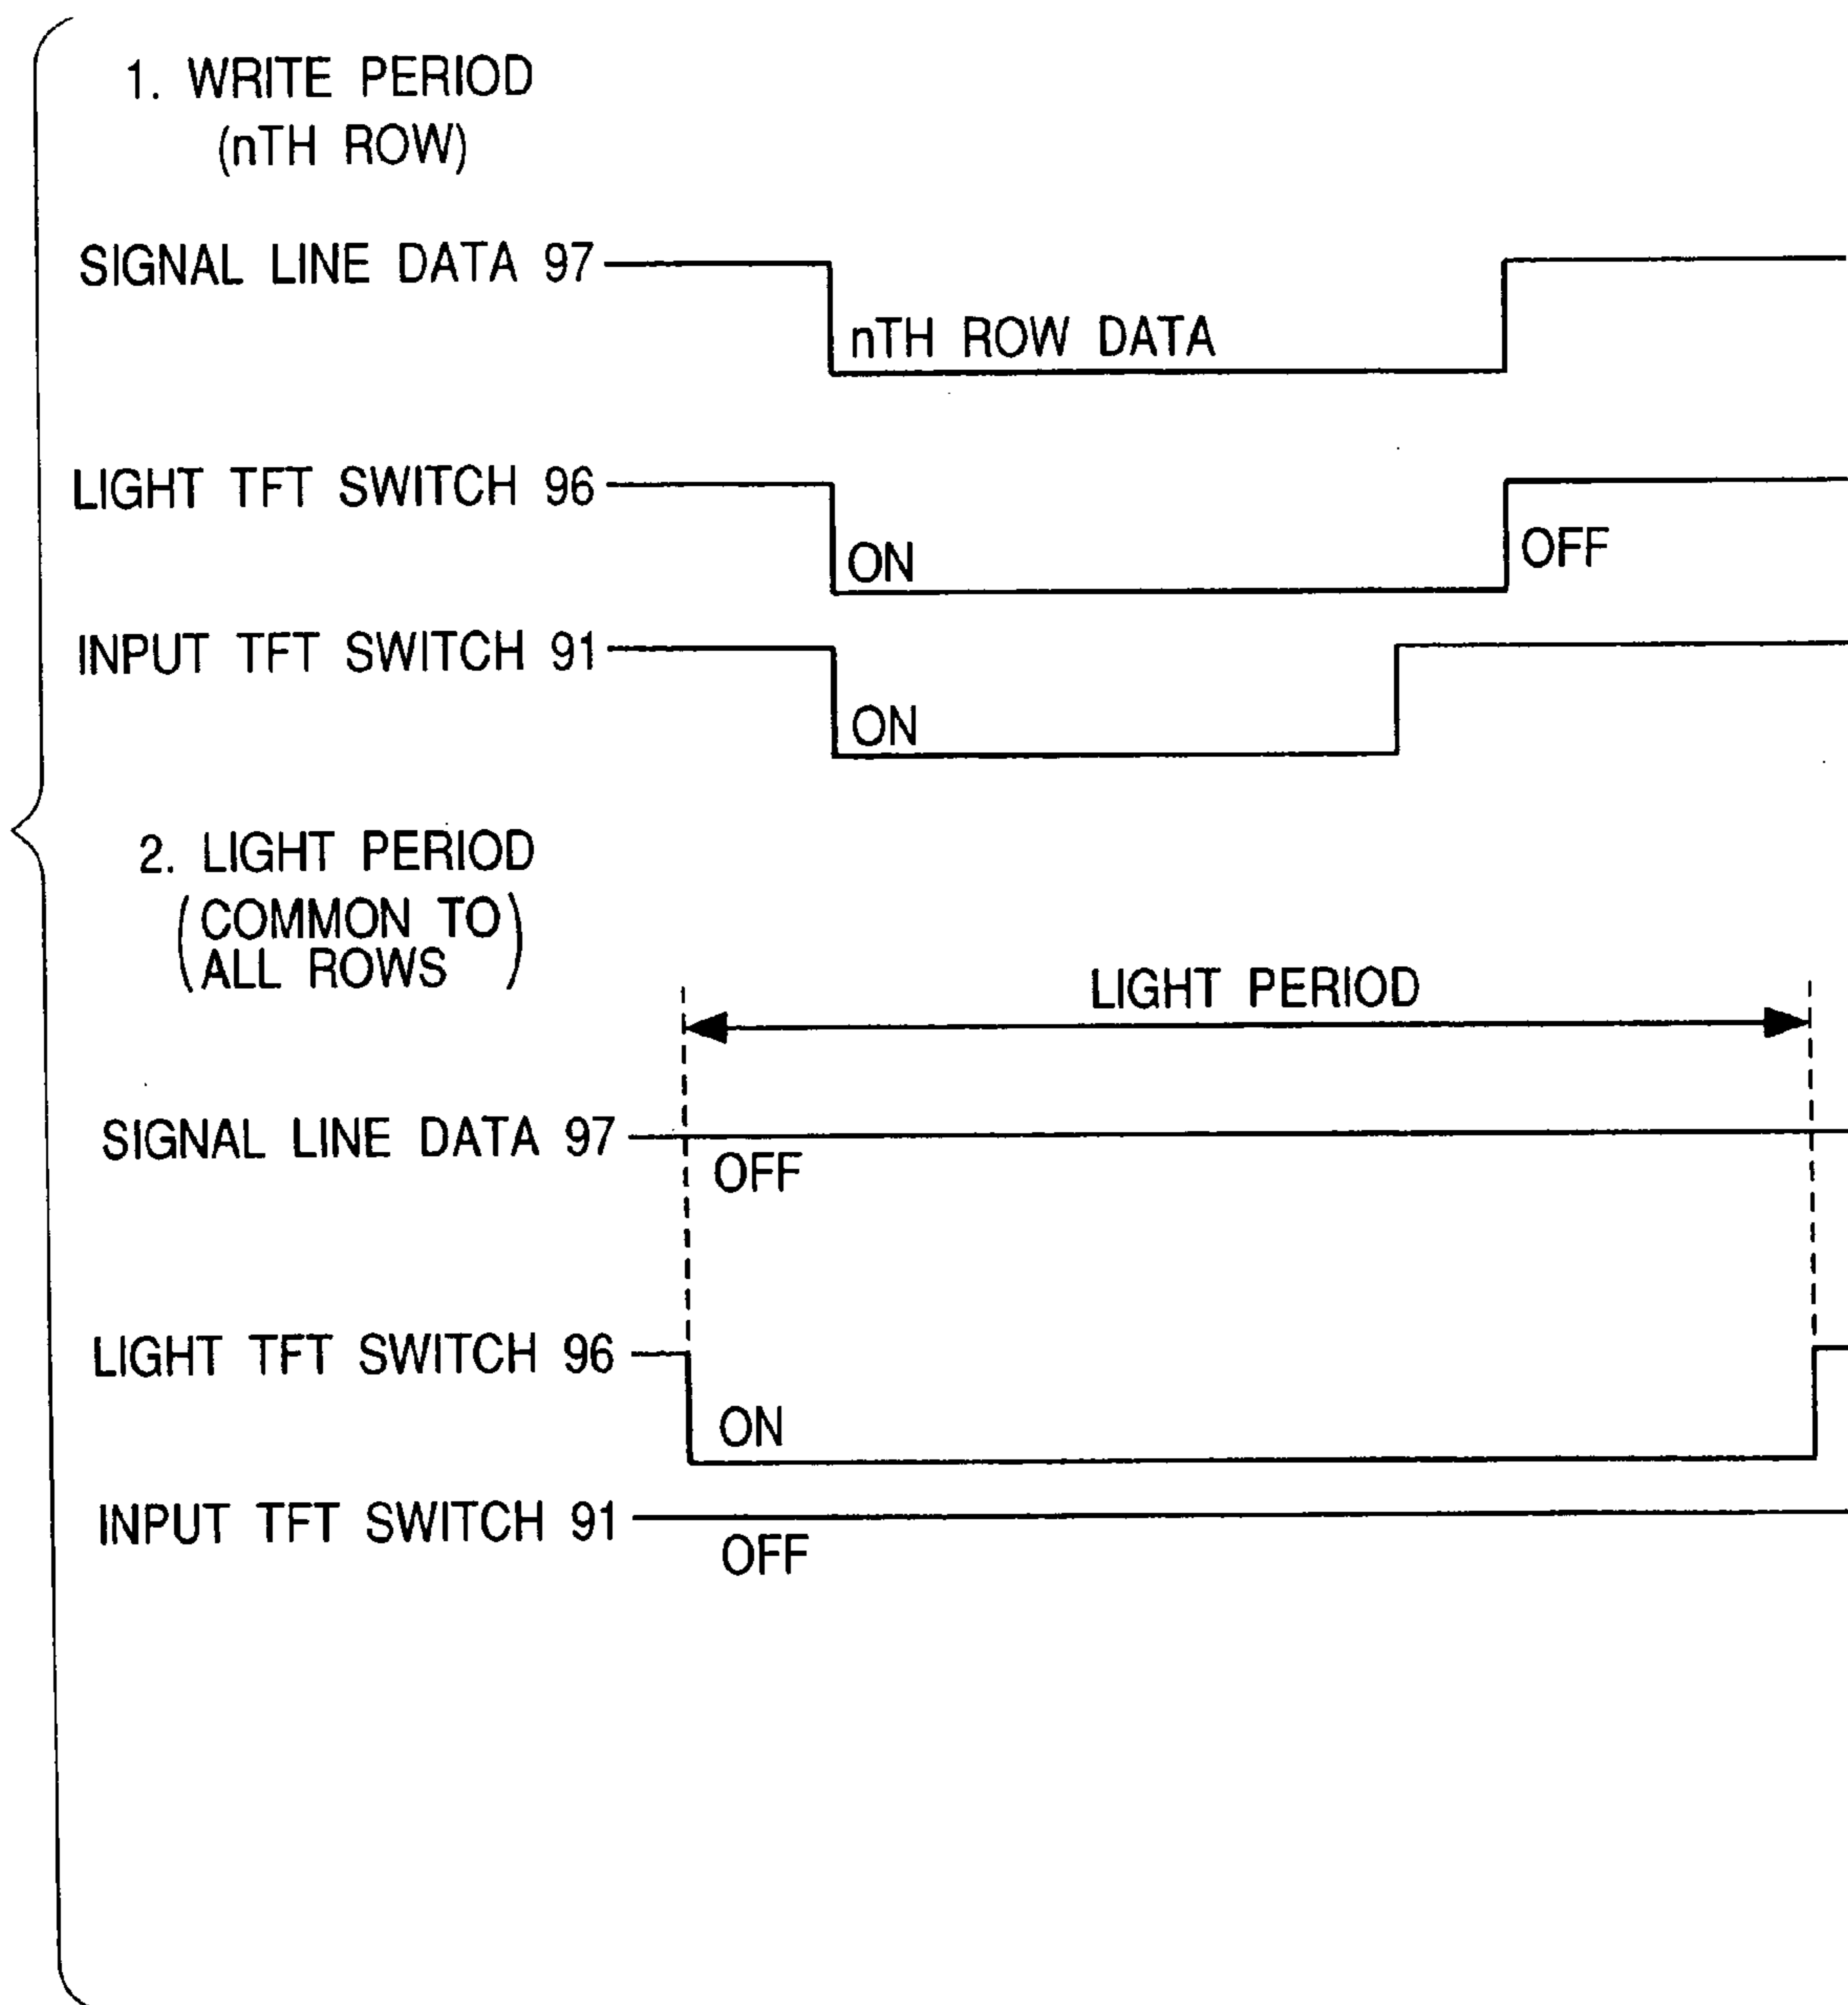 1. WRITE PERIOD
(nTH ROW)
SIGNAL LINE DATA 97
nTH ROW DATA
LIGHT TFT SWITCH 96
ON
OFF
INPUT TFT SWITCH 91
ON
2. LIGHT PERIOD
(COMMON TO
ALL ROWS)
LIGHT PERIOD
SIGNAL LINE DATA 97
OFF
LIGHT TFT SWITCH 96
ON
INPUT TFT SWITCH 91
OFF